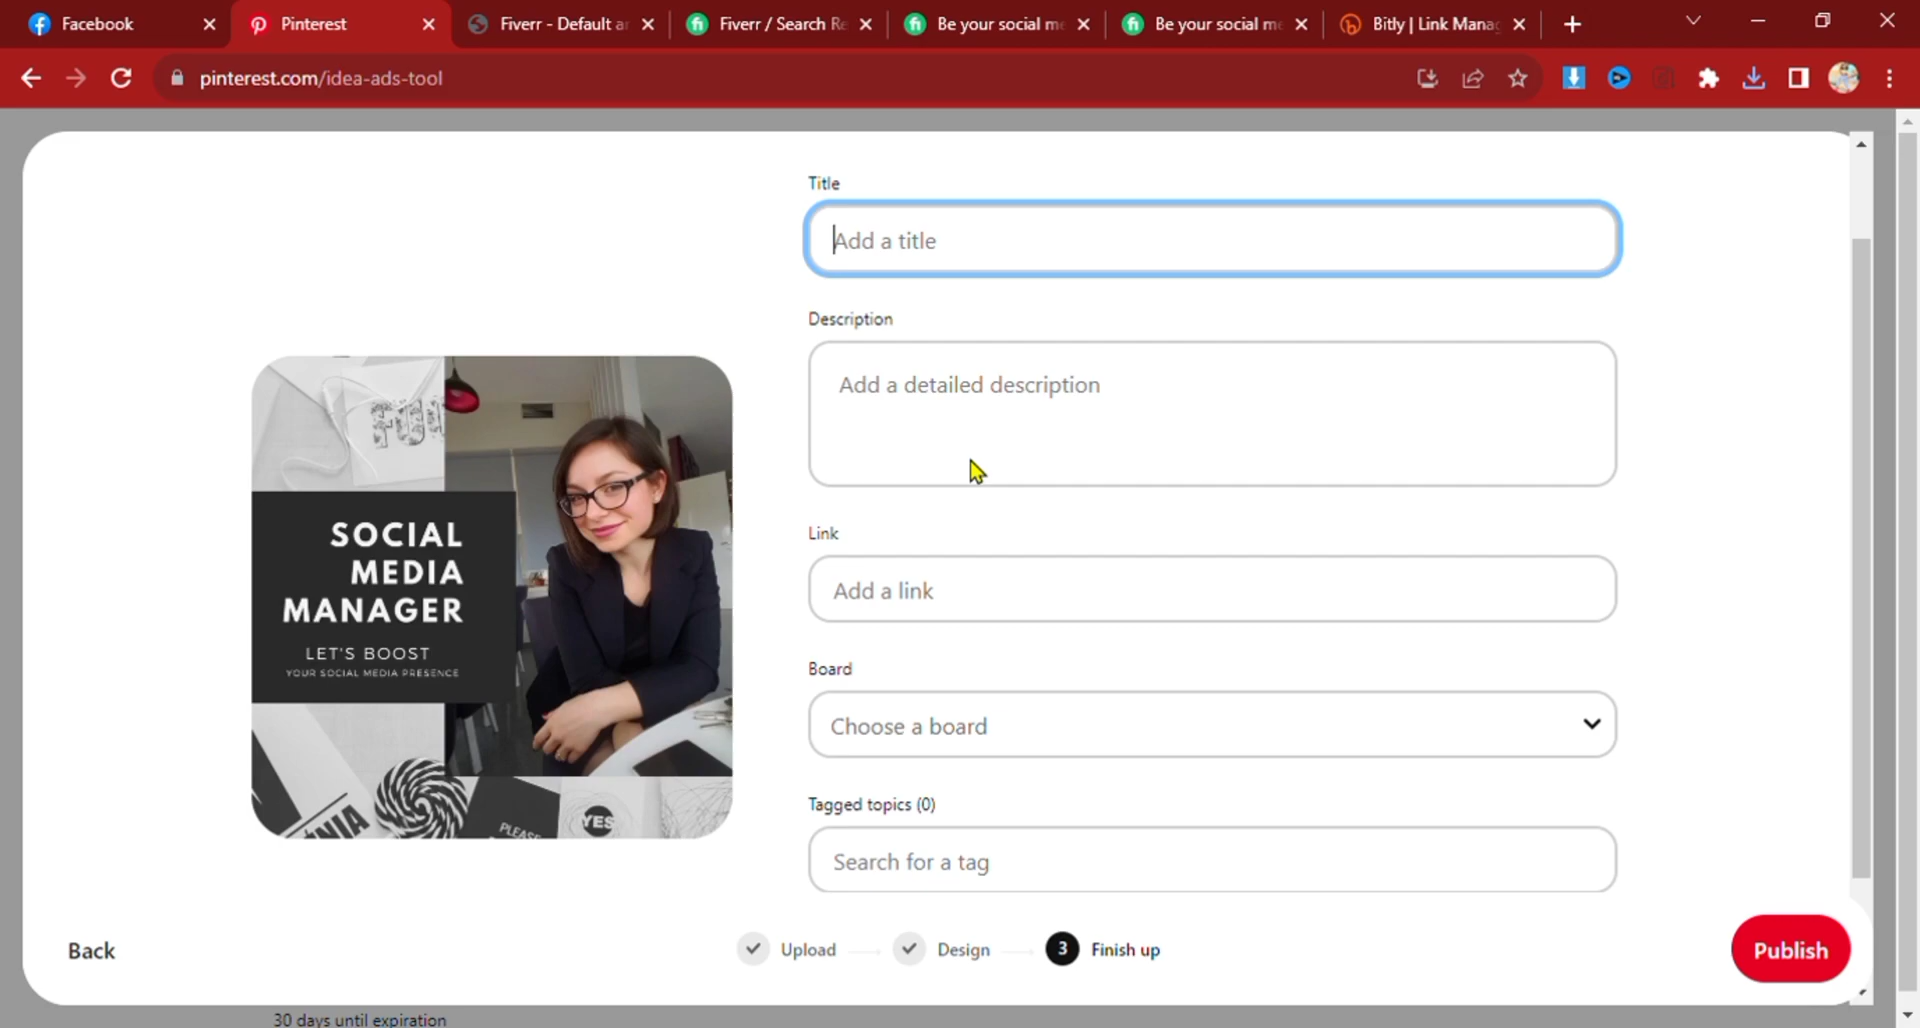 Facebook
Pinterest
Fiverr - Default a
Fiverr / Search Re
Be your social me
Be your social me
Bitly | Link Manag
pinterest.com/idea-ads-tool
Title
Add a title
Description
Add a detailed description
Link
Add a link
Board
Choose a board
Tagged topics (0)
Search for a tag
SOCIAL
MEDIA
MANAGER
LET'S BOOST
YOUR SOCIAL MEDIA PRESENCE
PLEASE
YES
Back
Upload
Design
3
Finish up
Publish
30 days until expiration